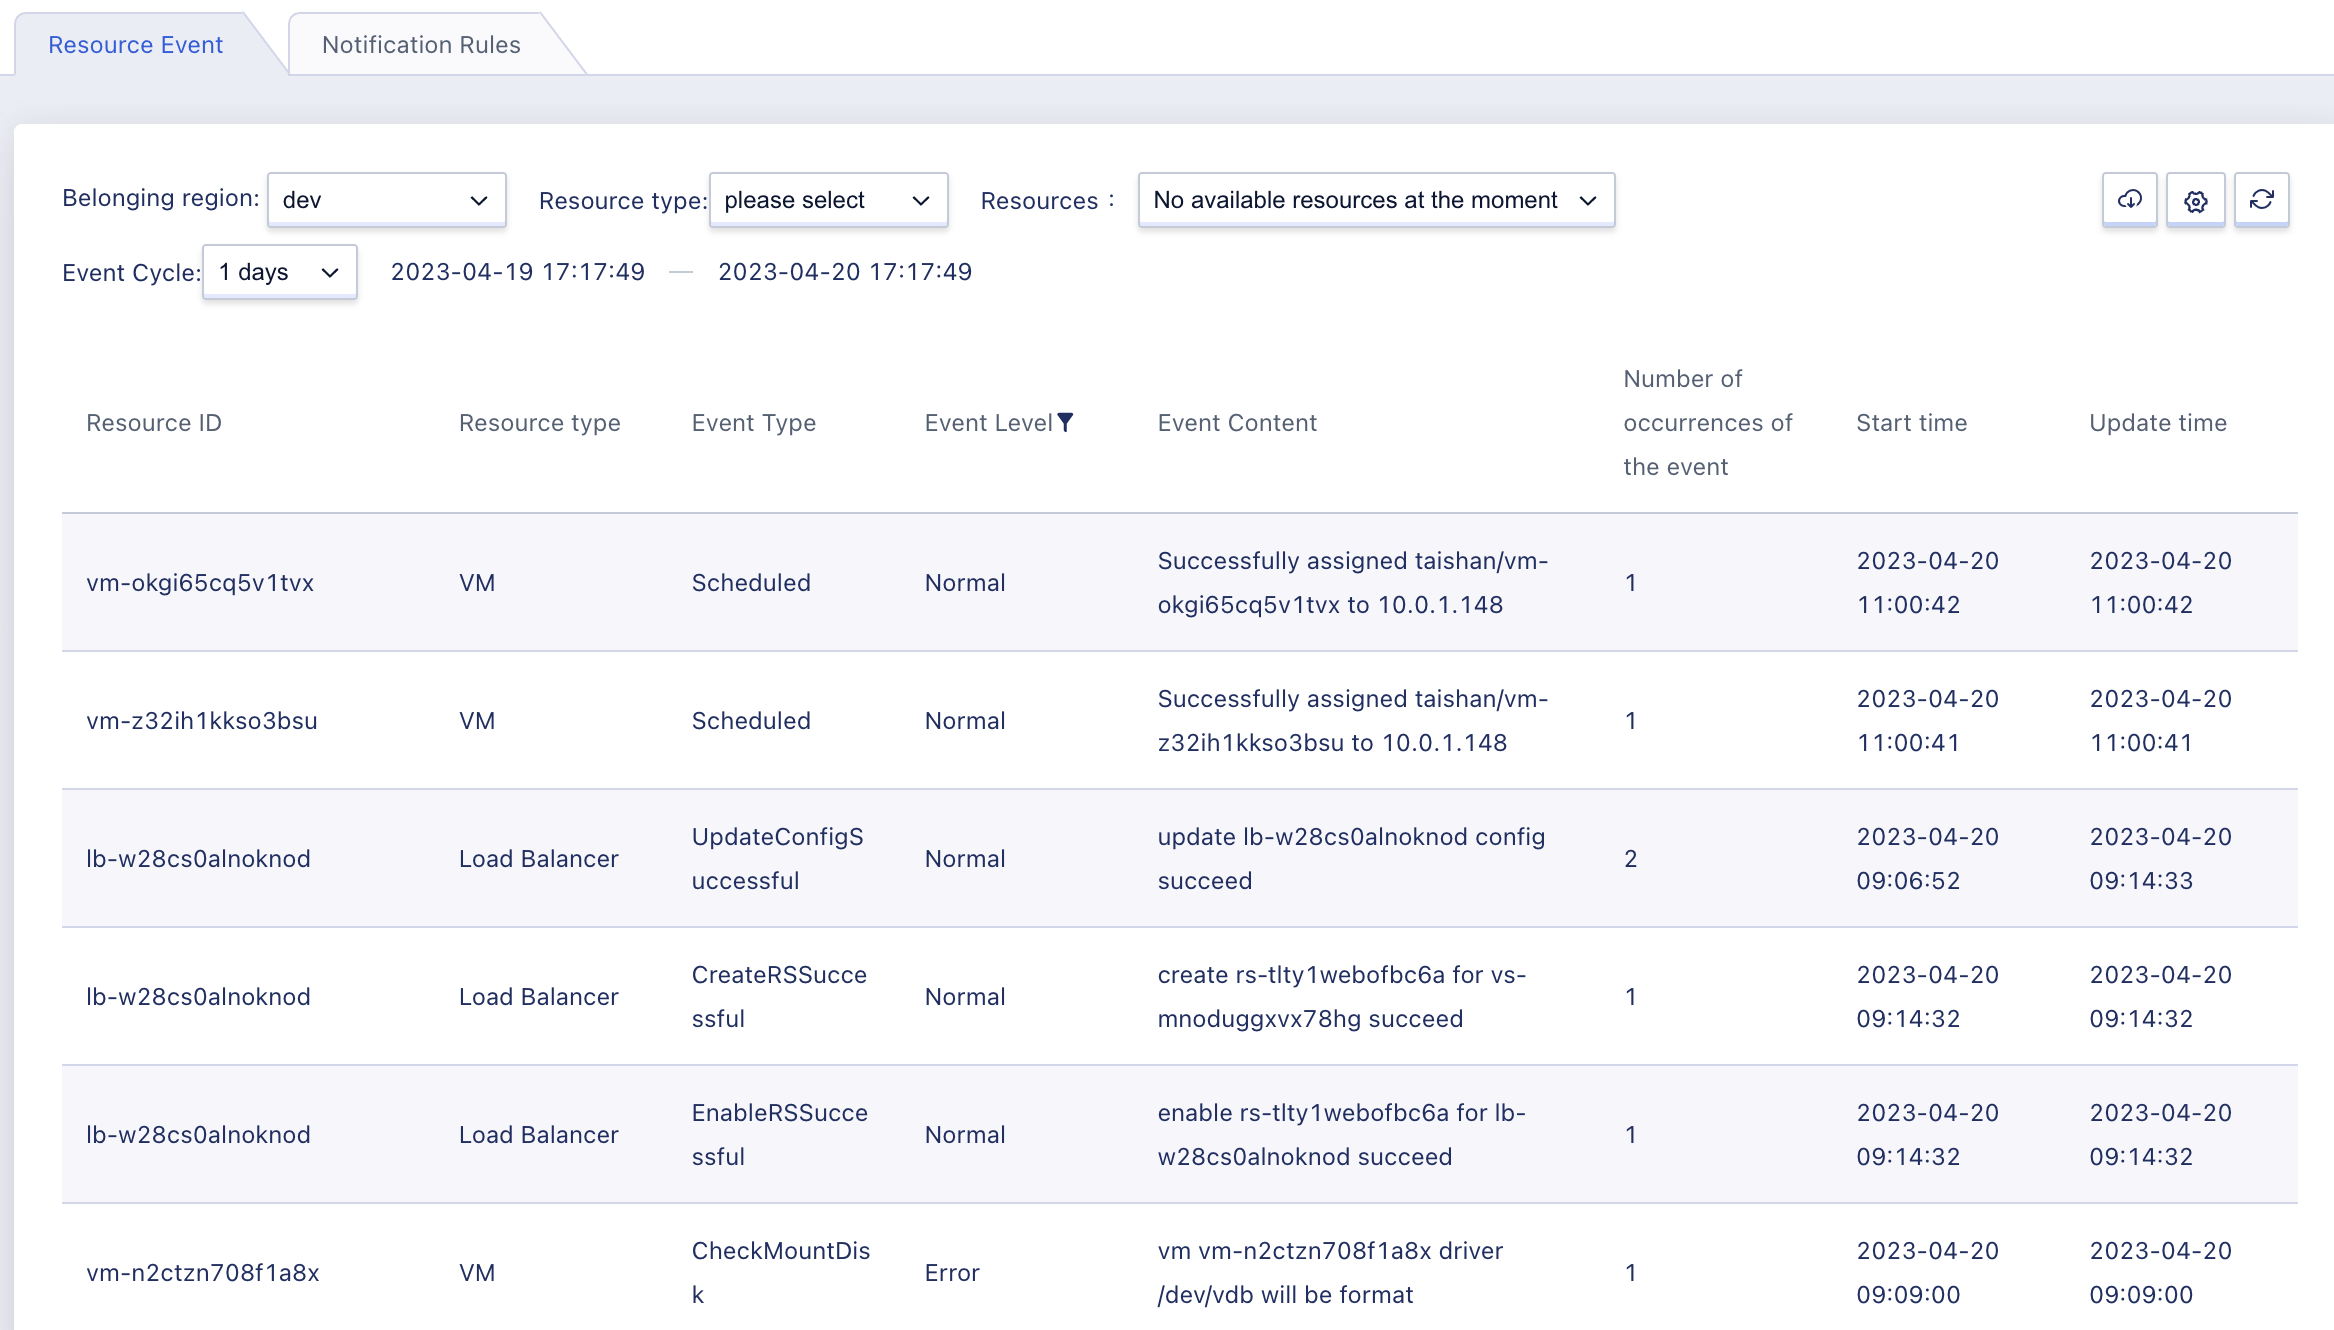 Resource Event
Notification Rules
Belonging region: dev
Resource type: please select
Resources : No available resources at the moment
Event Cycle: 1 days 2023-04-19 17:17:49 — 2023-04-20 17:17:49
Resource ID
Resource type
Event Type
Event Level
Event Content
Number of
occurrences of
the event
Start time
Update time
vm-okgi65cq5v1tvx
VM
Scheduled
Normal
Successfully assigned taishan/vm-
okgi65cq5v1tvx to 10.0.1.148
1
2023-04-20
11:00:42
2023-04-20
11:00:42
vm-z32ih1kkso3bsu
VM
Scheduled
Normal
Successfully assigned taishan/vm-
z32ih1kkso3bsu to 10.0.1.148
1
2023-04-20
11:00:41
2023-04-20
11:00:41
lb-w28cs0alnoknod
Load Balancer
UpdateConfigS
uccessful
Normal
update lb-w28cs0alnoknod config
succeed
2
2023-04-20
09:06:52
2023-04-20
09:14:33
lb-w28cs0alnoknod
Load Balancer
CreateRSSucce
ssful
Normal
create rs-tlty1webofbc6a for vs-
mnoduggxvx78hg succeed
1
2023-04-20
09:14:32
2023-04-20
09:14:32
lb-w28cs0alnoknod
Load Balancer
EnableRSSucce
ssful
Normal
enable rs-tlty1webofbc6a for lb-
w28cs0alnoknod succeed
1
2023-04-20
09:14:32
2023-04-20
09:14:32
vm-n2ctzn708f1a8x
VM
CheckMountDis
k
Error
vm vm-n2ctzn708f1a8x driver
/dev/vdb will be format
1
2023-04-20
09:09:00
2023-04-20
09:09:00